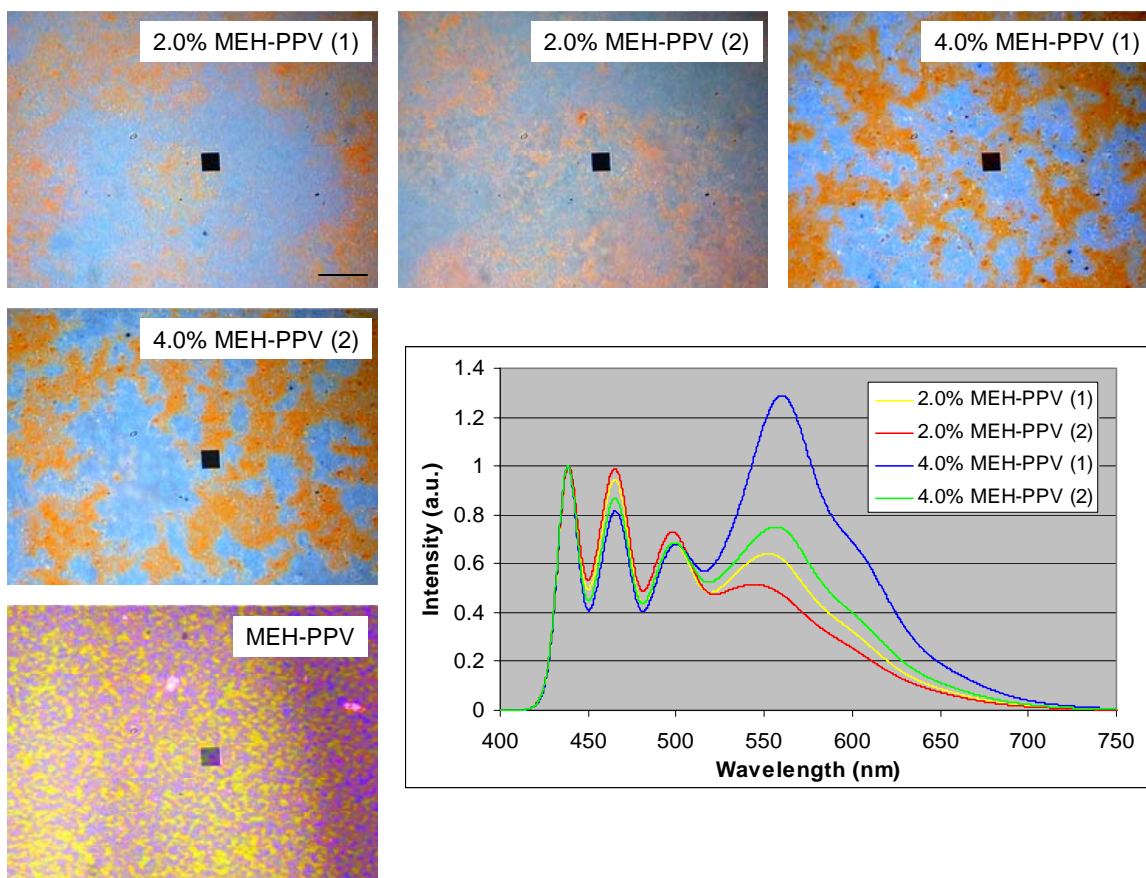 2.0% MEH-PPV (1)
2.0% MEH-PPV (2)
4.0% MEH-PPV (1)
4.0% MEH-PPV (2)
MEH-PPV
1.4
1.2
1
0.8
0.6
0.4
0.2
0
Intensity (a.u.)
2.0% MEH-PPV (1)
2.0% MEH-PPV (2)
4.0% MEH-PPV (1)
4.0% MEH-PPV (2)
400 450 500 550 600 650 700 750
Wavelength (nm)